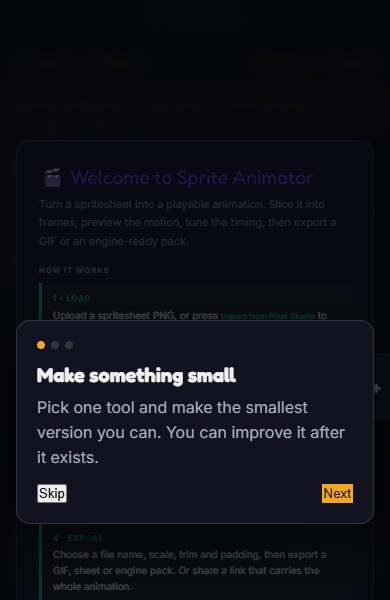 Welcome to Sprite Animator
Turn a spritesheet into a playable animation. Slice it into
frames, preview the motion, tune the timing, then export a
GIF or an engine-ready pack.
HOW IT WORKS
1 • LOAD
Upload a spritesheet PNG, or press Import from Pixel Studio to
Make something small
Pick one tool and make the smallest
version you can. You can improve it after
it exists.
Skip
Next
4 · EXPORT
Choose a file name, scale, trim and padding, then export a
GIF, sheet or engine pack. Or share a link that carries the
whole animation.